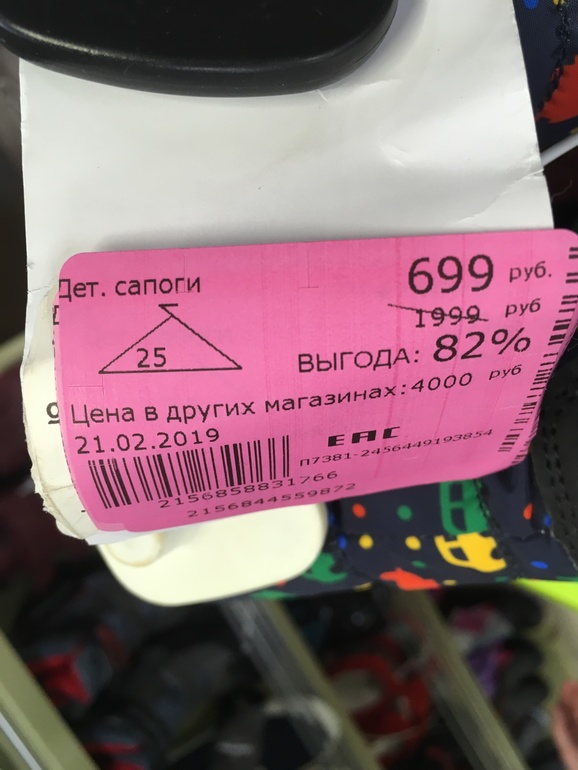 Дет. сапоги
699 руб.
1999 руб
25
ВЫГОДА: 82%
Цена в других магазинах: 4000 руб
21.02.2019
ЕАС
П7381-2456449193854
2156858831766
2156844559872